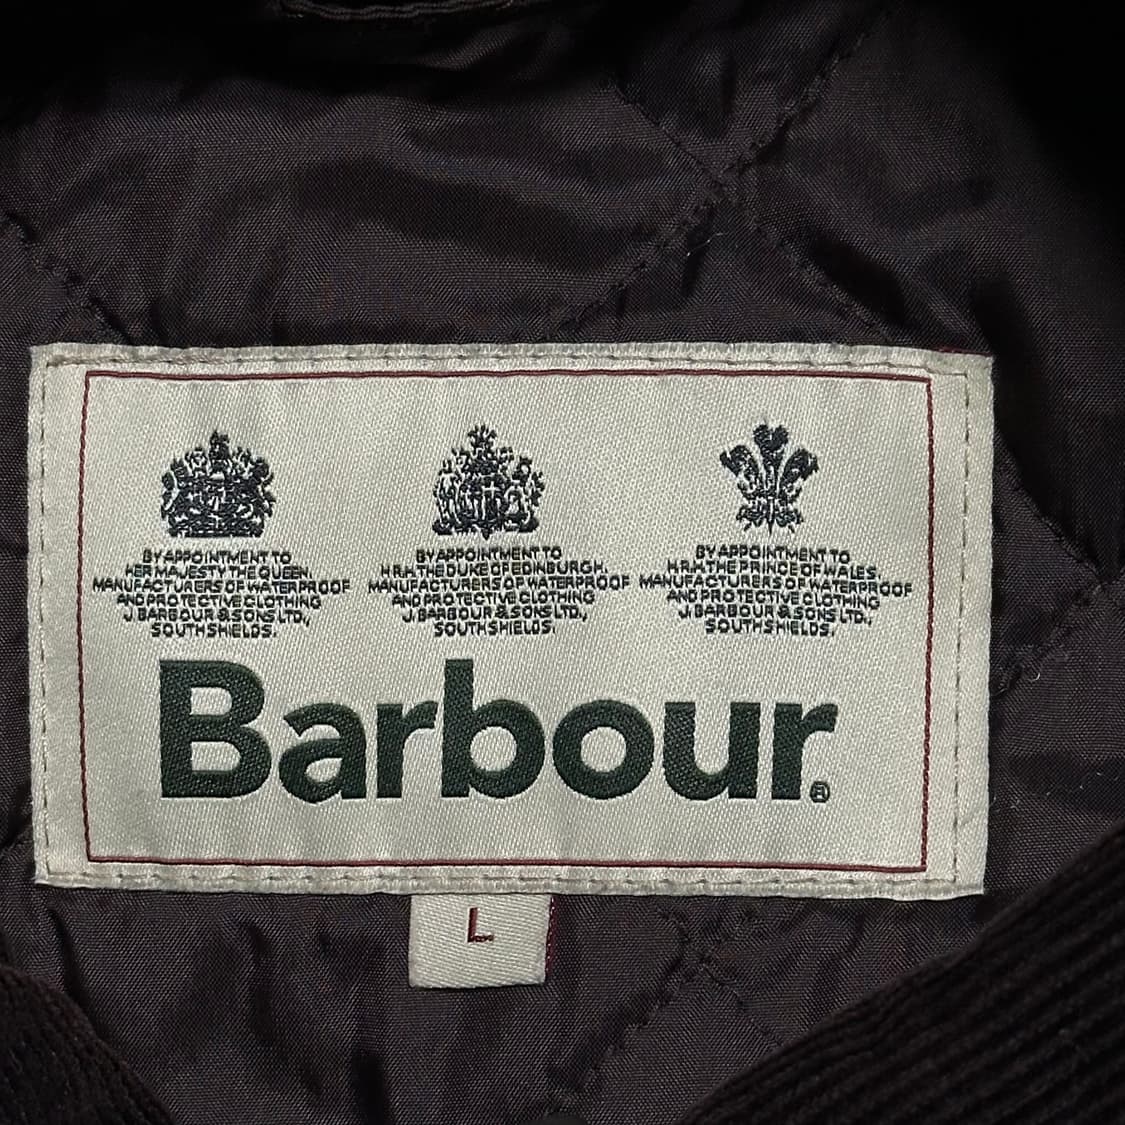 BY APPOINTMENT TO
HER MAJESTY THE QUEEN.
MANUFACTURERS OF WATERPROOF
AND PROTECTIVE CLOTHING
J. BARBOUR & SONS LTD.,
SOUTH SHIELDS.
BY APPOINTMENT TO
H.R.H. THE DUKE OF EDINBURGH.
MANUFACTURERS OF WATERPROOF
AND PROTECTIVE CLOTHING
J. BARBOUR & SONS LTD.,
SOUTH SHIELDS.
BY APPOINTMENT TO
H.R.H. THE PRINCE OF WALES.
MANUFACTURERS OF WATERPROOF
AND PROTECTIVE CLOTHING
J. BARBOUR & SONS LTD.,
SOUTH SHIELDS.
Barbour®
L